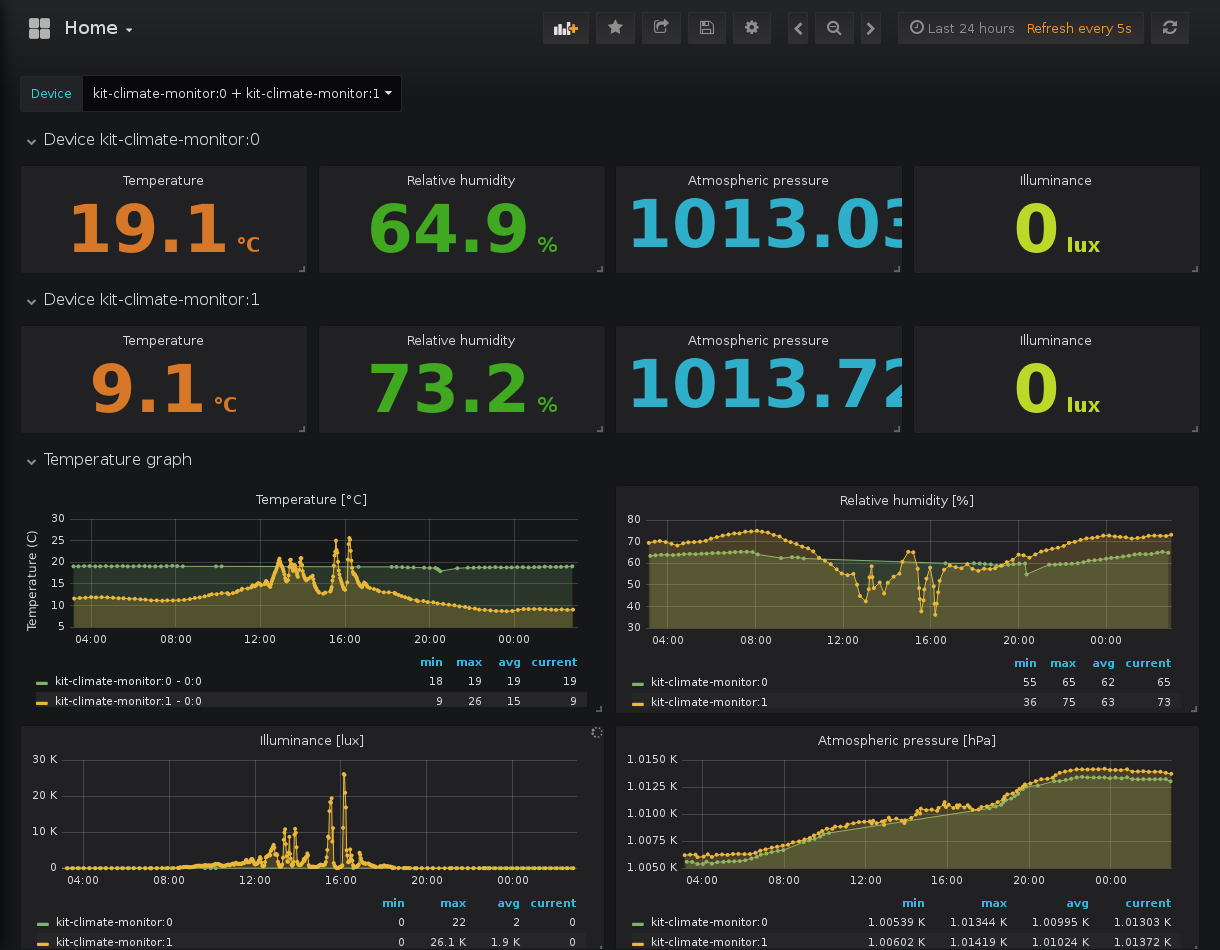 Home
Last 24 hours Refresh every 5s
Device kit-climate-monitor:0 + kit-climate-monitor:1
Device kit-climate-monitor:0
Temperature Relative humidity Atmospheric pressure Illuminance
19.1 °C 64.9 % 1013.03 0 lux
Device kit-climate-monitor:1
Temperature Relative humidity Atmospheric pressure Illuminance
9.1 °C 73.2 % 1013.72 0 lux
Temperature graph
Temperature [°C]
Temperature (C)
30
25
20
15
10
5
04:00 08:00 12:00 16:00 20:00 00:00
min max avg current
kit-climate-monitor:0 - 0:0 18 19 19 19
kit-climate-monitor:1 - 0:0 9 26 15 9
Relative humidity [%]
80
70
60
50
40
30
04:00 08:00 12:00 16:00 20:00 00:00
min max avg current
kit-climate-monitor:0 55 65 62 65
kit-climate-monitor:1 36 75 63 73
Illuminance [lux]
30 K
20 K
10 K
0
04:00 08:00 12:00 16:00 20:00 00:00
min max avg current
kit-climate-monitor:0 0 22 2 0
kit-climate-monitor:1 0 26.1 K 1.9 K 0
Atmospheric pressure [hPa]
1.0150 K
1.0125 K
1.0100 K
1.0075 K
1.0050 K
04:00 08:00 12:00 16:00 20:00 00:00
min max avg current
kit-climate-monitor:0 1.00539 K 1.01344 K 1.00995 K 1.01303 K
kit-climate-monitor:1 1.00602 K 1.01419 K 1.01024 K 1.01372 K